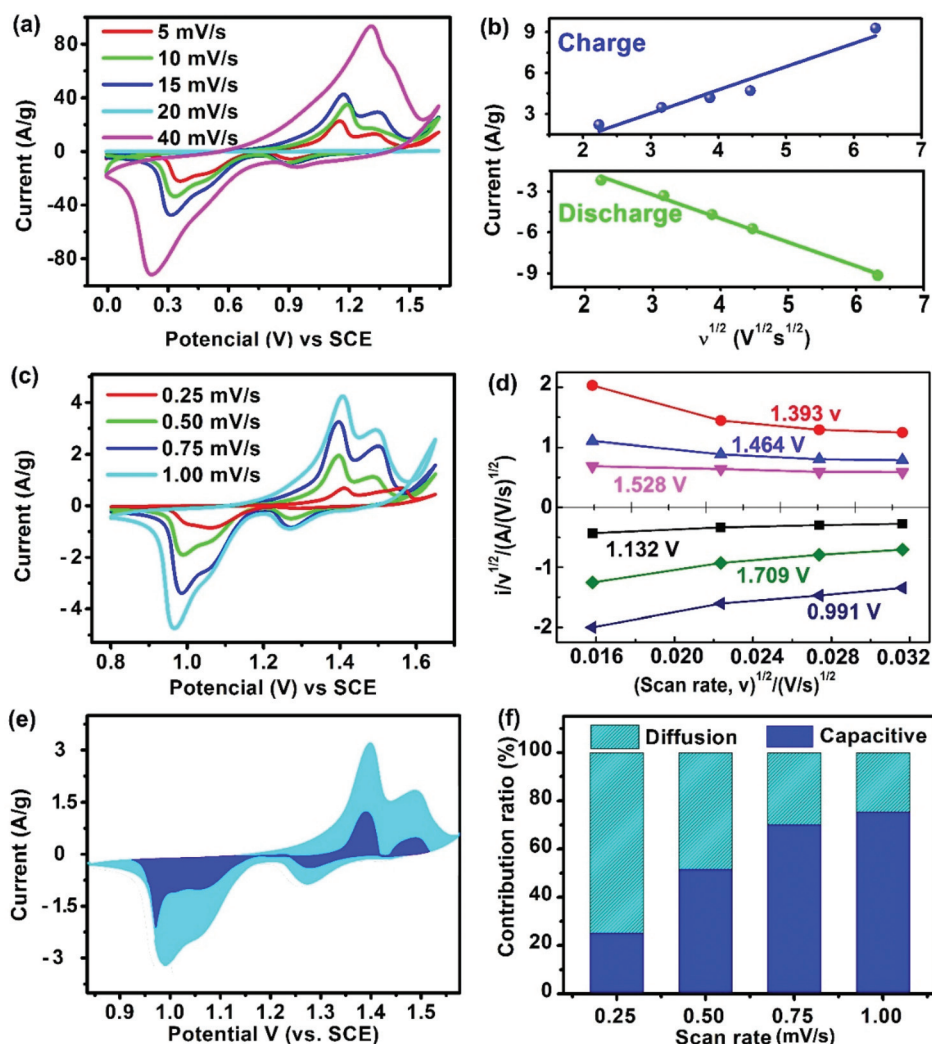 (a)
5 mV/s
10 mV/s
15 mV/s
20 mV/s
40 mV/s
Current (A/g)
80
40
0
-40
-80
0.0 0.3 0.6 0.9 1.2 1.5
Potencial (V) vs SCE
(b)
Charge
Current (A/g)
9
6
3
Discharge
-3
-6
-9
2 3 4 5 6 7
2 3 4 5 6 7
ν1/2 (V1/2s1/2)
(c)
0.25 mV/s
0.50 mV/s
0.75 mV/s
1.00 mV/s
Current (A/g)
4
2
0
-2
-4
0.8 1.0 1.2 1.4 1.6
Potencial (V) vs SCE
(d)
i/v1/2/(A/(V/s)1/2)
2
1
0
-1
-2
1.393 v
1.464 V
1.528 V
1.132 V
1.709 V
0.991 V
0.016 0.020 0.024 0.028 0.032
(Scan rate, v)1/2/(V/s)1/2
(e)
Current (A/g)
3
1.5
0
-1.5
-3
0.9 1.0 1.1 1.2 1.3 1.4 1.5
Potential V (vs. SCE)
(f)
Diffusion Capacitive
Contribution ratio (%)
100
80
60
40
20
0
0.25 0.50 0.75 1.00
Scan rate (mV/s)